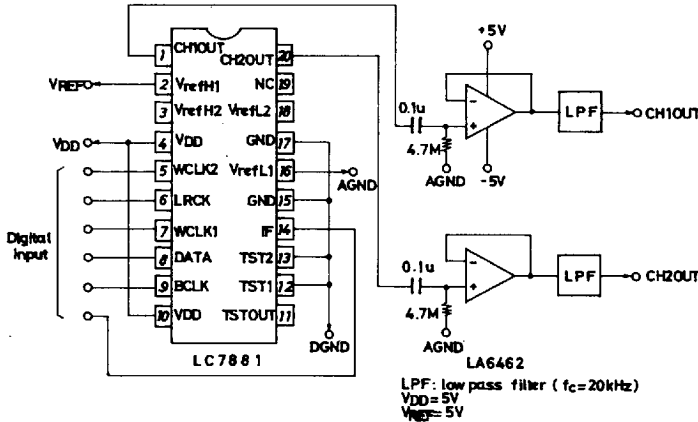 +5V
1 CH1OUT CH2OUT 20
VREF 2 VrefH1 NC 19
3 VrefH2 VrefL2 18
0.1u
- +
LPF CH1OUT
VDD 4 VDD GND 17
4.7M
5 WCLK2 VrefL1 16
AGND
AGND
-5V
6 LRCK GND 15
Digital input
7 WCLK1 IF 14
8 DATA TST2 13
0.1u
- +
LPF CH2OUT
9 BCLK TST1 12
4.7M
10 VDD TSTOUT 11
DGND
AGND
LC7881
LA6462
LPF: low pass filter (fc=20kHz)
VDD=5V
VREF=5V